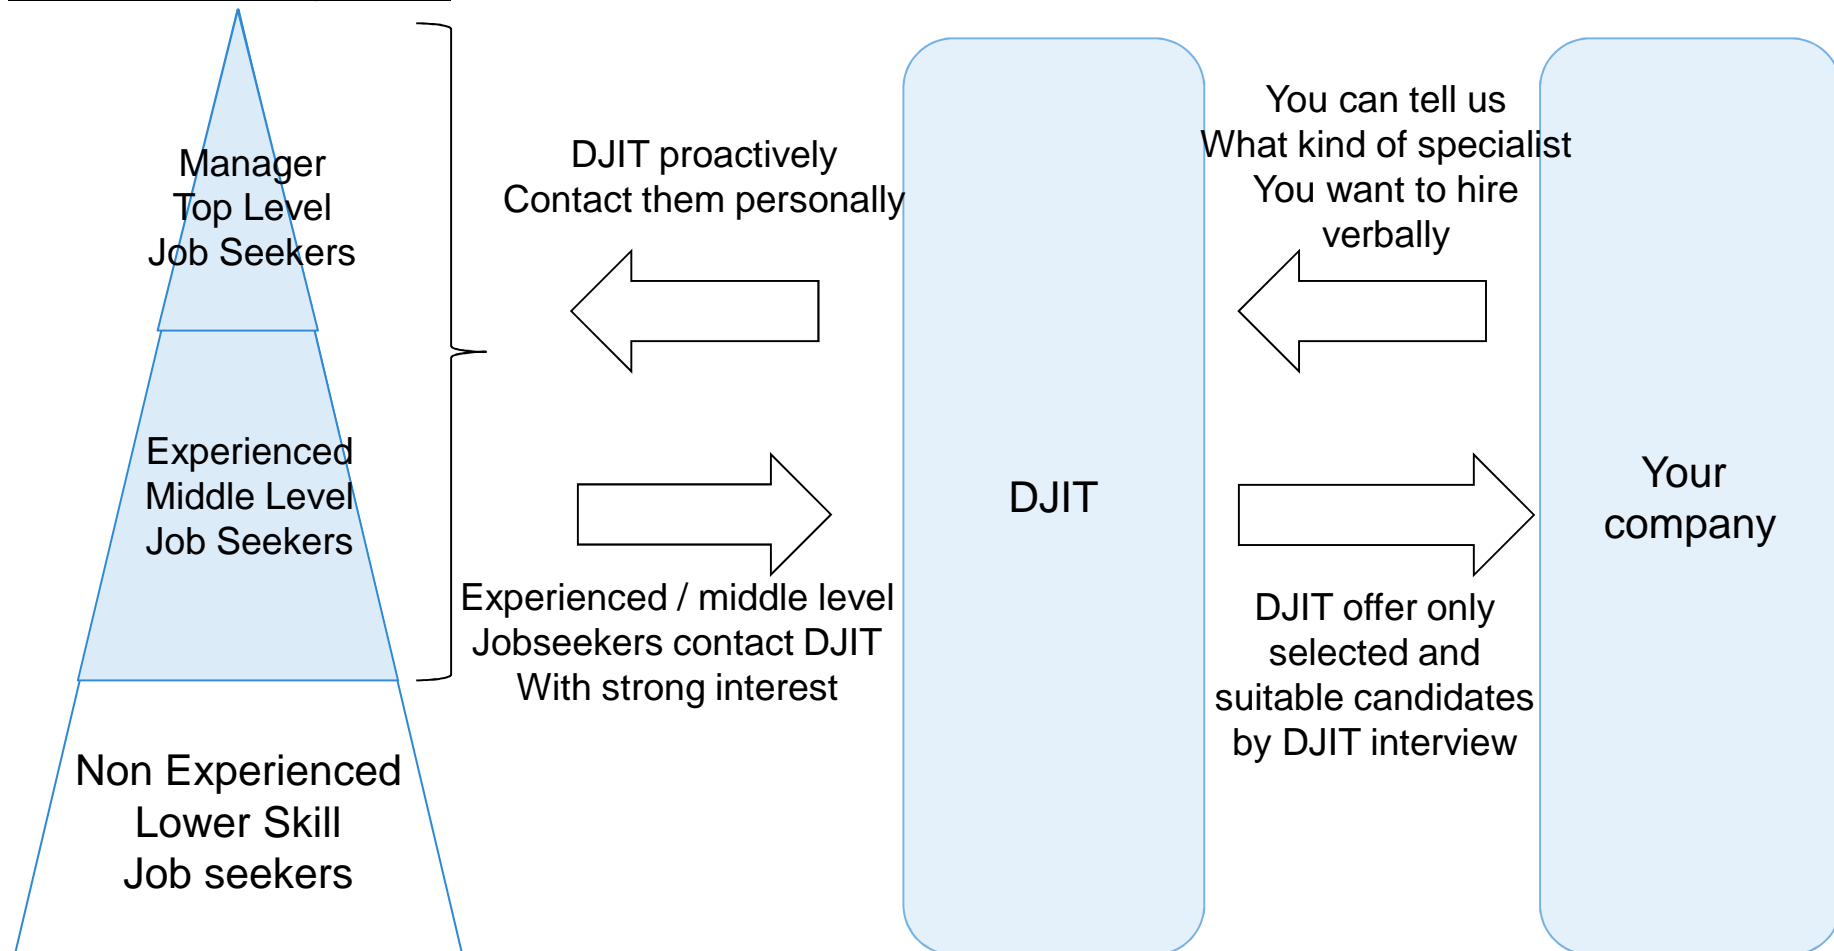 Manager
Top Level
Job Seekers
Experienced
Middle Level
Job Seekers
Non Experienced
Lower Skill
Job seekers
DJIT proactively
Contact them personally
Experienced / middle level
Jobseekers contact DJIT
With strong interest
DJIT
You can tell us
What kind of specialist
You want to hire
verbally
DJIT offer only
selected and
suitable candidates
by DJIT interview
Your
company